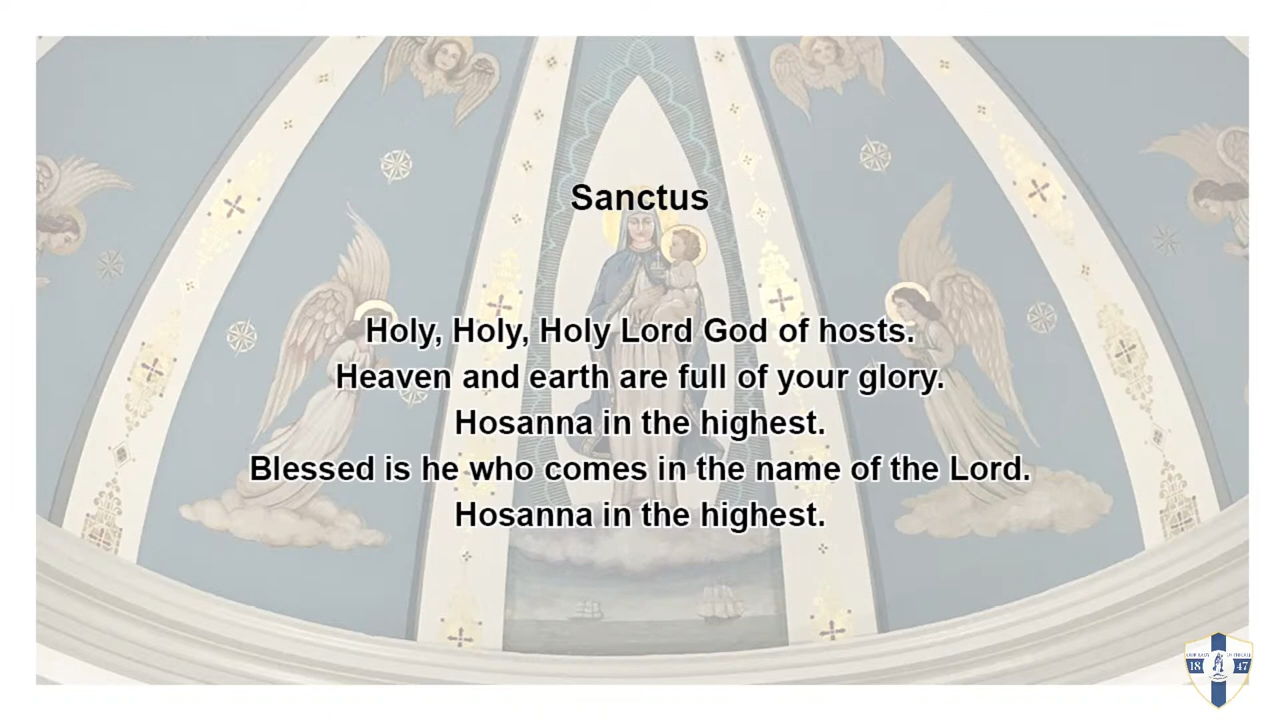 Sanctus
Holy, Holy, Holy Lord God of hosts.
Heaven and earth are full of your glory.
Hosanna in the highest.
Blessed is he who comes in the name of the Lord.
Hosanna in the highest.
18 47